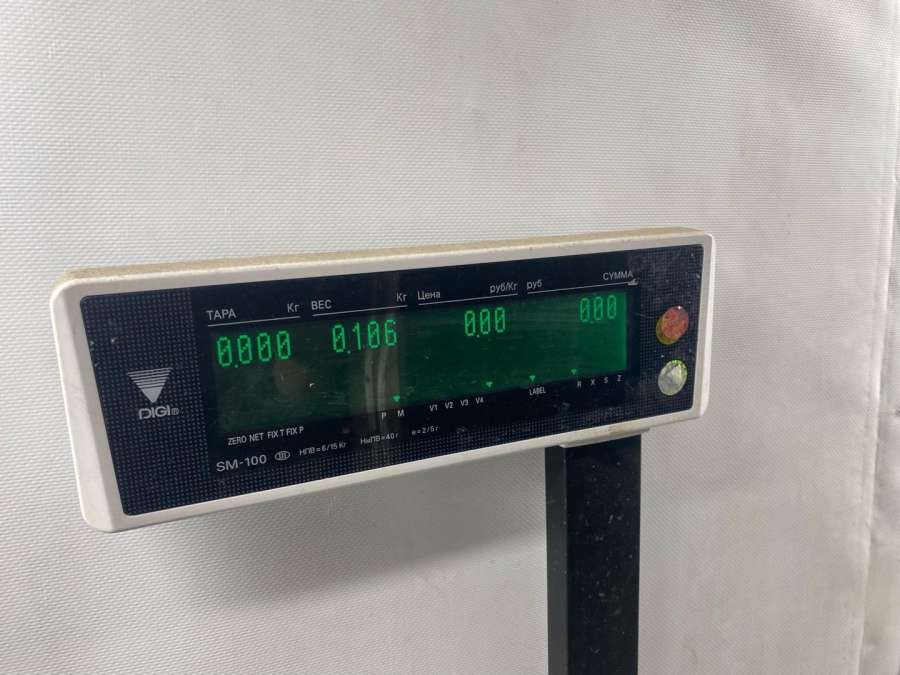 ТАРА Кг ВЕС Кг Цена руб/Кг руб СУММА
0.000 0.106 0.00 0.00
DIGI®
P M V1 V2 V3 V4 LABEL R X S Z
ZERO NET FIX T FIX P
SM-100 III НПВ=6/15 Кг НмПВ=40 г e=2/5 г